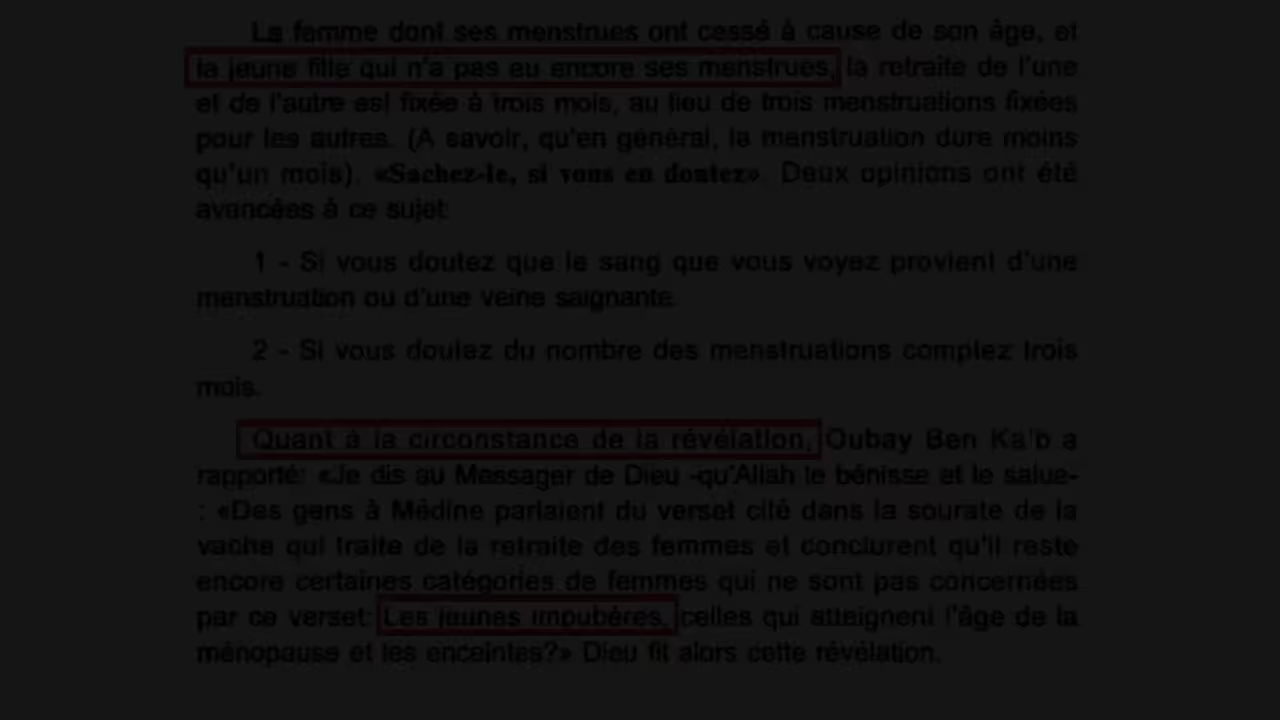 La femme dont ses menstrues ont cessé à cause de son âge, et
la jeune fille qui n'a pas eu encore ses menstrues, la retraite de l'une
et de l'autre est fixée à trois mois, au lieu de trois menstruations fixées
pour les autres. (A savoir, qu'en général, la menstruation dure moins
qu'un mois). «Sachez-le, si vous en doutez». Deux opinions ont été
avancées à ce sujet:
1 - Si vous doutez que le sang que vous voyez provient d'une
menstruation ou d'une veine saignante.
2 - Si vous doutez du nombre des menstruations comptez trois
mois.
Quant à la circonstance de la révélation, Oubay Ben Ka'b a
rapporté: «Je dis au Messager de Dieu -qu'Allah le bénisse et le salue-
: «Des gens à Médine parlaient du verset cité dans la sourate de la
vache qui traite de la retraite des femmes et conclurent qu'il reste
encore certaines catégories de femmes qui ne sont pas concernées
par ce verset: Les jeunes impubères, celles qui atteignent l'âge de la
ménopause et les enceintes?» Dieu fit alors cette révélation.